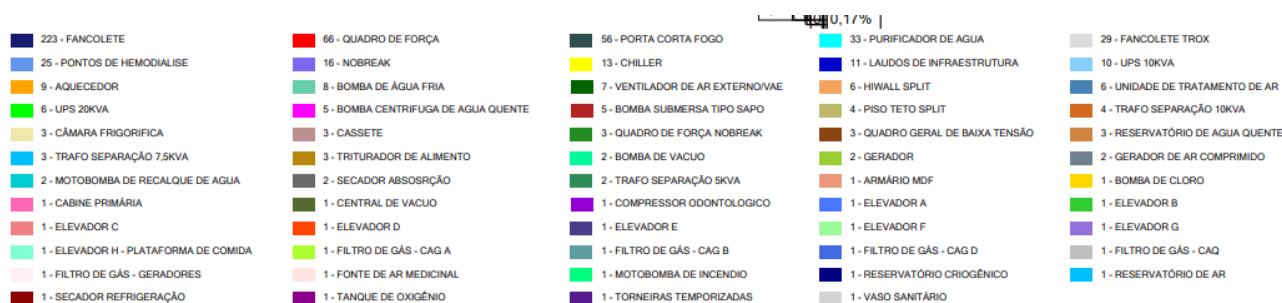 0,17%
223 - FANCOLETE 66 - QUADRO DE FORÇA 56 - PORTA CORTA FOGO 33 - PURIFICADOR DE AGUA 29 - FANCOLETE TROX
25 - PONTOS DE HEMODIALISE 16 - NOBREAK 13 - CHILLER 11 - LAUDOS DE INFRAESTRUTURA 10 - UPS 10KVA
9 - AQUECEDOR 8 - BOMBA DE ÁGUA FRIA 7 - VENTILADOR DE AR EXTERNO/VAE 6 - HIWALL SPLIT 6 - UNIDADE DE TRATAMENTO DE AR
6 - UPS 20KVA 5 - BOMBA CENTRIFUGA DE AGUA QUENTE 5 - BOMBA SUBMERSA TIPO SAPO 4 - PISO TETO SPLIT 4 - TRAFO SEPARAÇÃO 10KVA
3 - CÂMARA FRIGORIFICA 3 - CASSETE 3 - QUADRO DE FORÇA NOBREAK 3 - QUADRO GERAL DE BAIXA TENSÃO 3 - RESERVATÓRIO DE AGUA QUENTE
3 - TRAFO SEPARAÇÃO 7,5KVA 3 - TRITURADOR DE ALIMENTO 2 - BOMBA DE VACUO 2 - GERADOR 2 - GERADOR DE AR COMPRIMIDO
2 - MOTOBOMBA DE RECALQUE DE AGUA 2 - SECADOR ABSOSRÇÃO 2 - TRAFO SEPARAÇÃO 5KVA 1 - ARMÁRIO MDF 1 - BOMBA DE CLORO
1 - CABINE PRIMÁRIA 1 - CENTRAL DE VACUO 1 - COMPRESSOR ODONTOLOGICO 1 - ELEVADOR A 1 - ELEVADOR B
1 - ELEVADOR C 1 - ELEVADOR D 1 - ELEVADOR E 1 - ELEVADOR F 1 - ELEVADOR G
1 - ELEVADOR H - PLATAFORMA DE COMIDA 1 - FILTRO DE GÁS - CAG A 1 - FILTRO DE GÁS - CAG B 1 - FILTRO DE GÁS - CAG D 1 - FILTRO DE GÁS - CAQ
1 - FILTRO DE GÁS - GERADORES 1 - FONTE DE AR MEDICINAL 1 - MOTOBOMBA DE INCENDIO 1 - RESERVATÓRIO CRIOGÊNICO 1 - RESERVATÓRIO DE AR
1 - SECADOR REFRIGERAÇÃO 1 - TANQUE DE OXIGÊNIO 1 - TORNEIRAS TEMPORIZADAS 1 - VASO SANITÁRIO